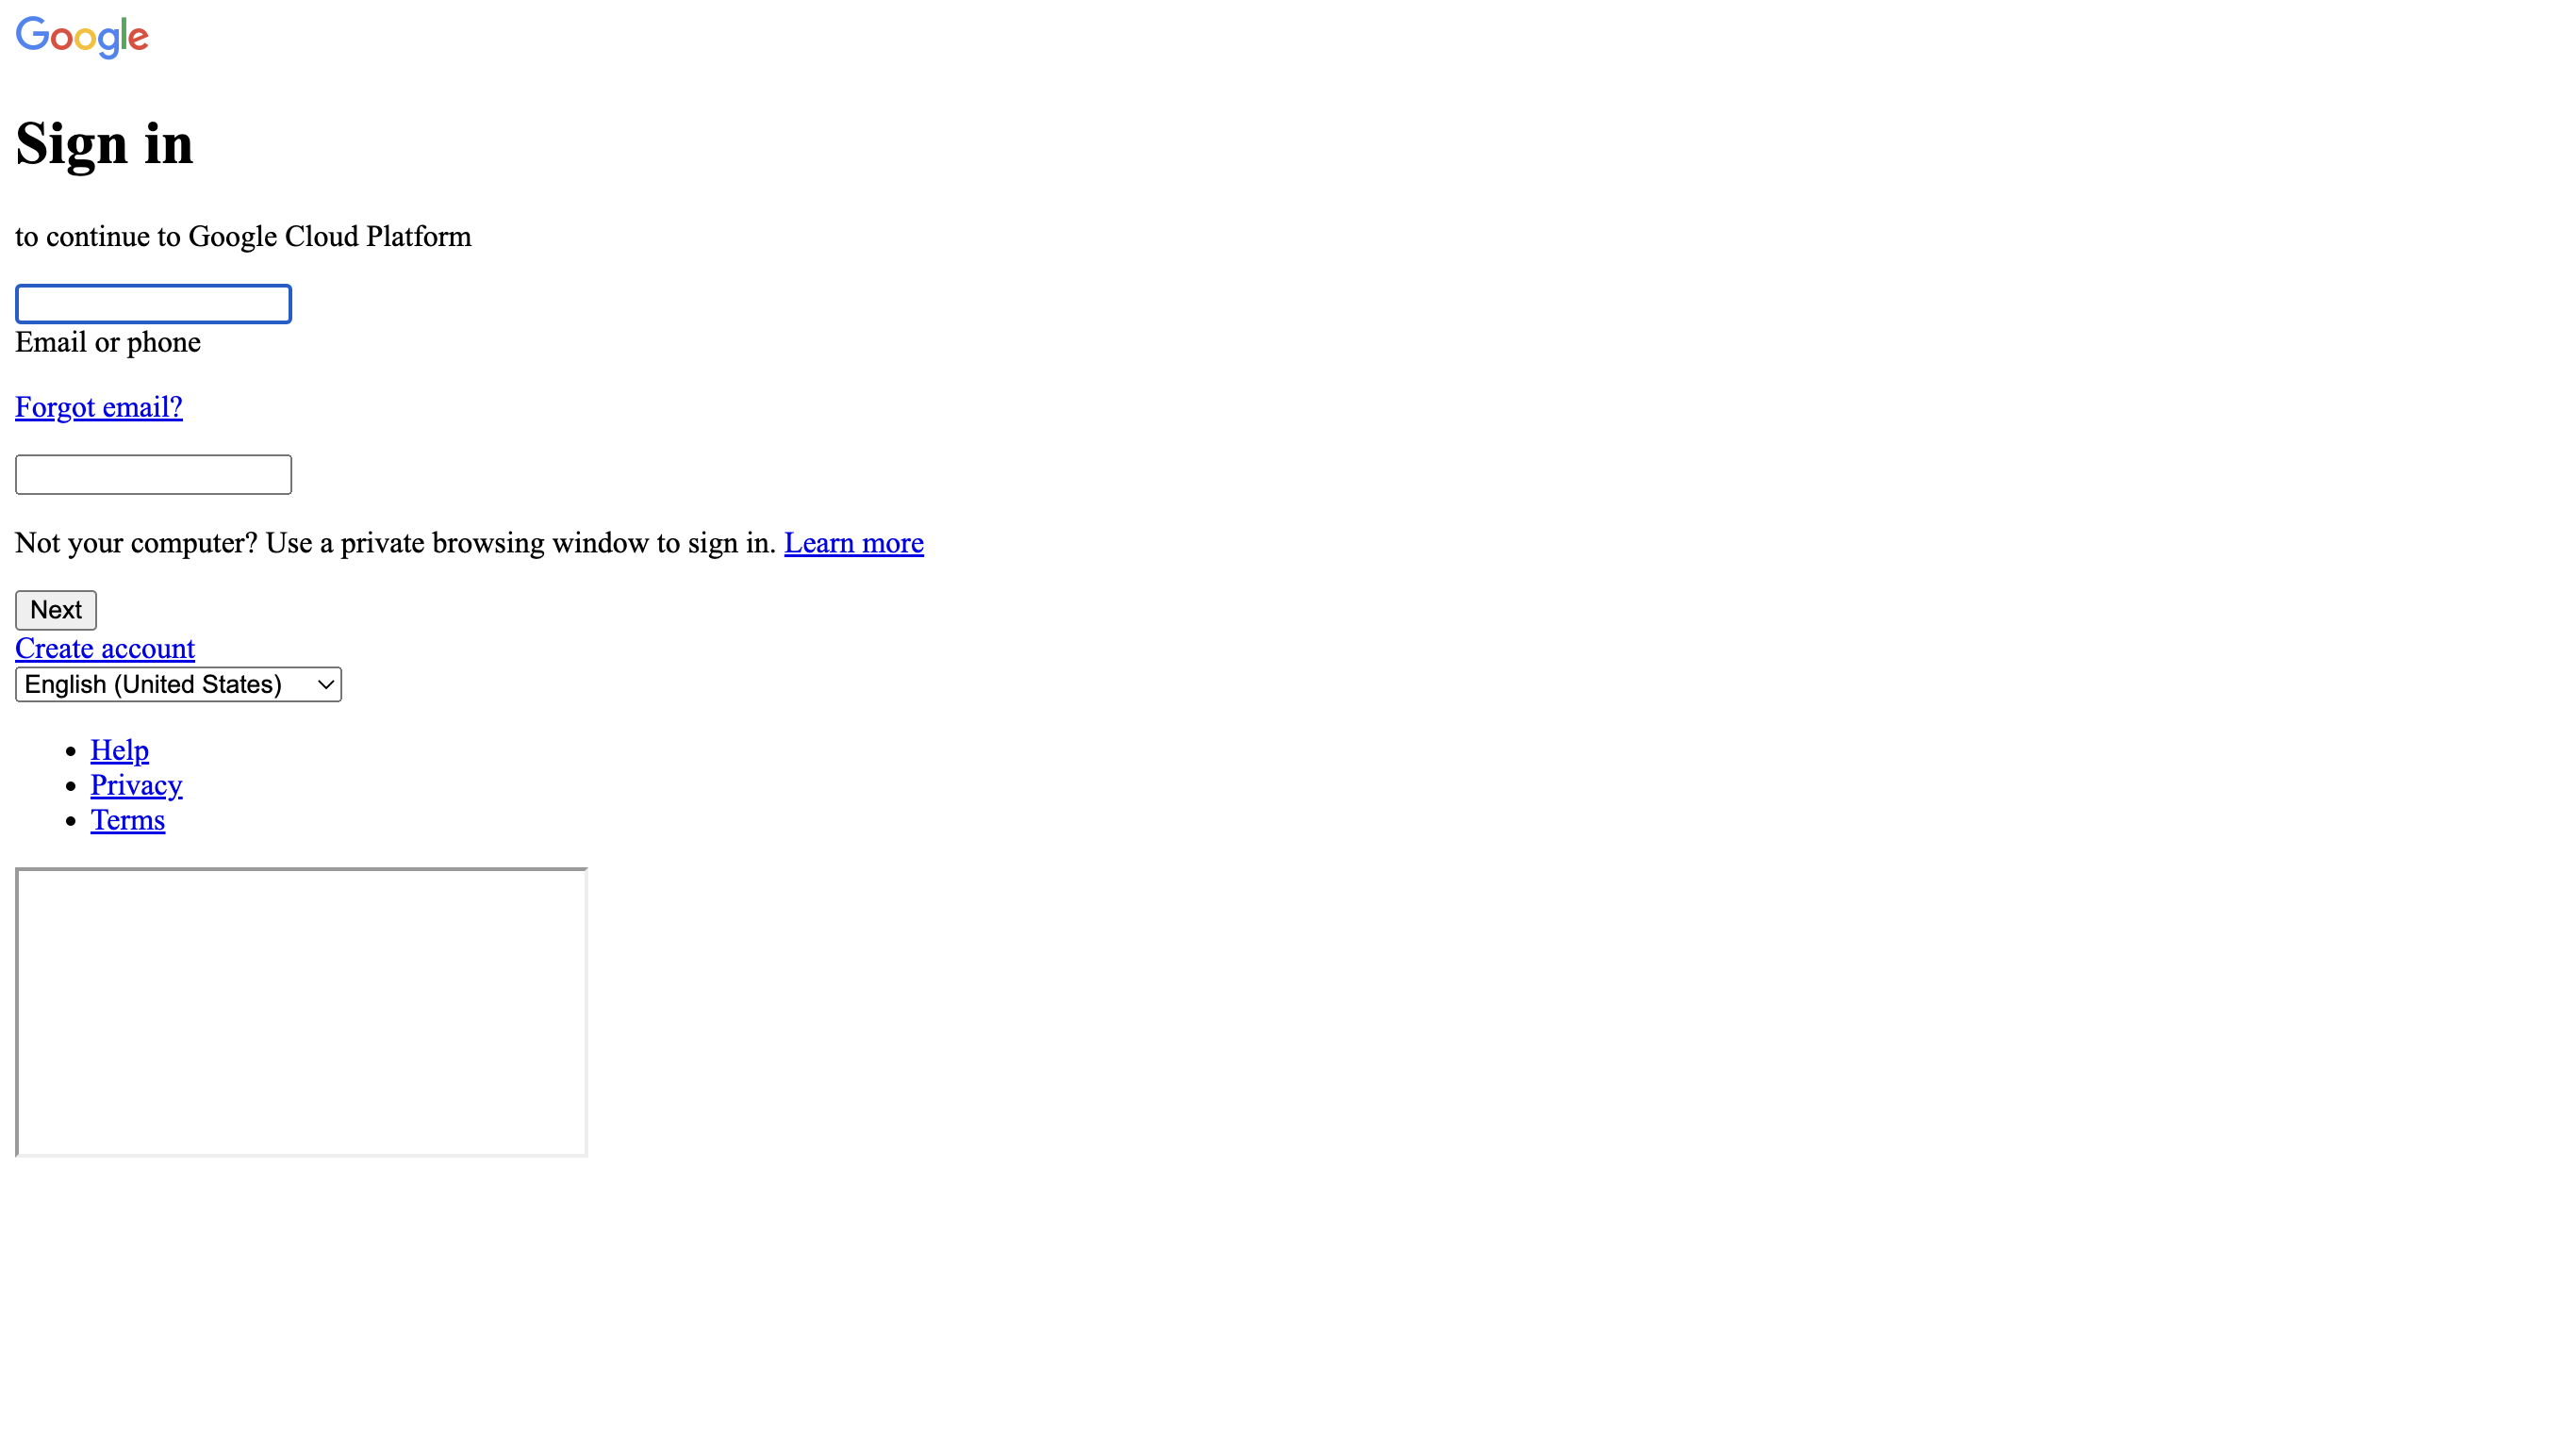 Google
Sign in
to continue to Google Cloud Platform
Email or phone
Forgot email?
Not your computer? Use a private browsing window to sign in. Learn more
Next
Create account
English (United States)
Help
Privacy
Terms